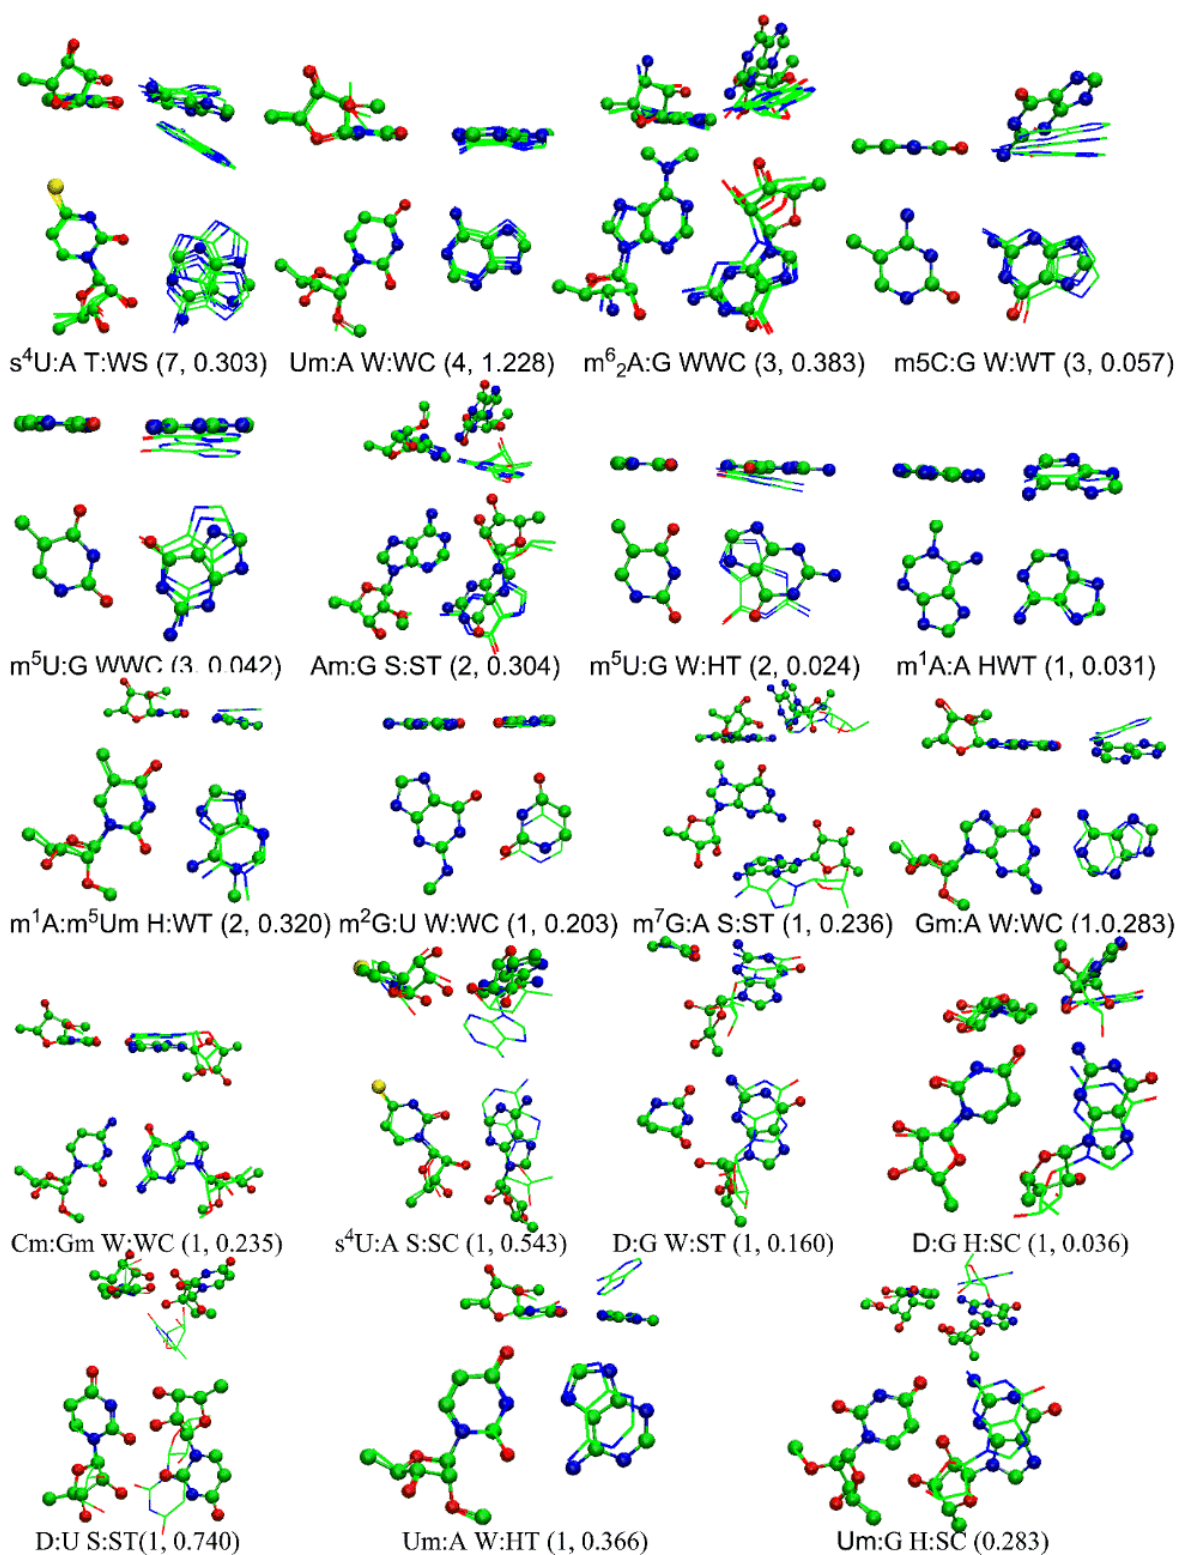 s⁴U:A T:WS (7, 0.303) Um:A W:WC (4, 1.228) m⁶₂A:G WWC (3, 0.383) m5C:G W:WT (3, 0.057)
m⁵U:G WWC (3, 0.042) Am:G S:ST (2, 0.304) m⁵U:G W:HT (2, 0.024) m¹A:A HWT (1, 0.031)
m¹A:m⁵Um H:WT (2, 0.320) m²G:U W:WC (1, 0.203) m⁷G:A S:ST (1, 0.236) Gm:A W:WC (1.0.283)
Cm:Gm W:WC (1, 0.235) s⁴U:A S:SC (1, 0.543) D:G W:ST (1, 0.160) D:G H:SC (1, 0.036)
D:U S:ST(1, 0.740) Um:A W:HT (1, 0.366) Um:G H:SC (0.283)